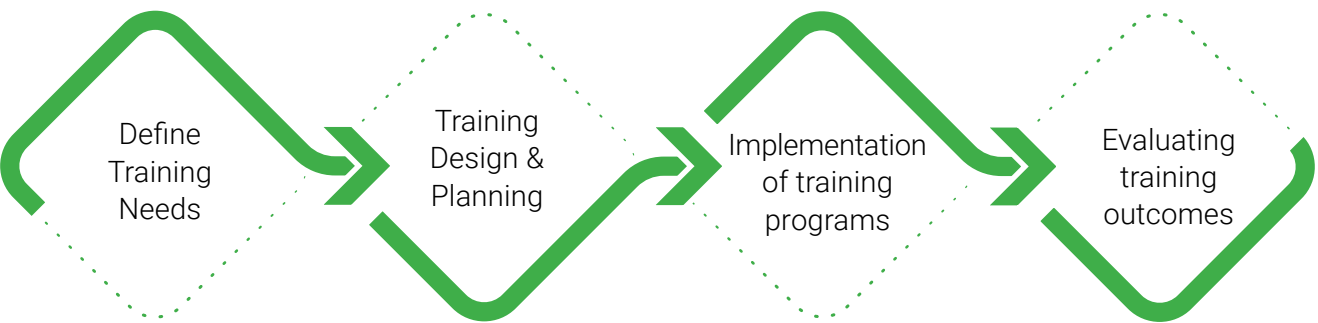 Define
Training
Needs
Training
Design &
Planning
Implementation
of training
programs
Evaluating
training
outcomes